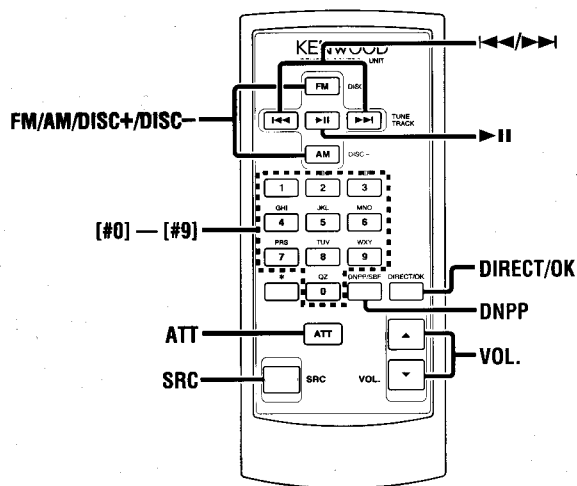 KENWOOD
UNIT
|◀◀/▶▶|
FM
DISC
FM/AM/DISC+/DISC−
|◀◀
▶II
▶▶|
TUNE
TRACK
▶II
AM
DISC −
1
2
3
GHI
JKL
MNO
4
5
6
[#0] — [#9]
PRS
TUV
WXY
7
8
9
DIRECT/OK
*
QZ
DNPP/SBF
DIRECT/OK
0
DNPP
ATT
ATT
▲
VOL.
SRC
SRC
VOL.
▼